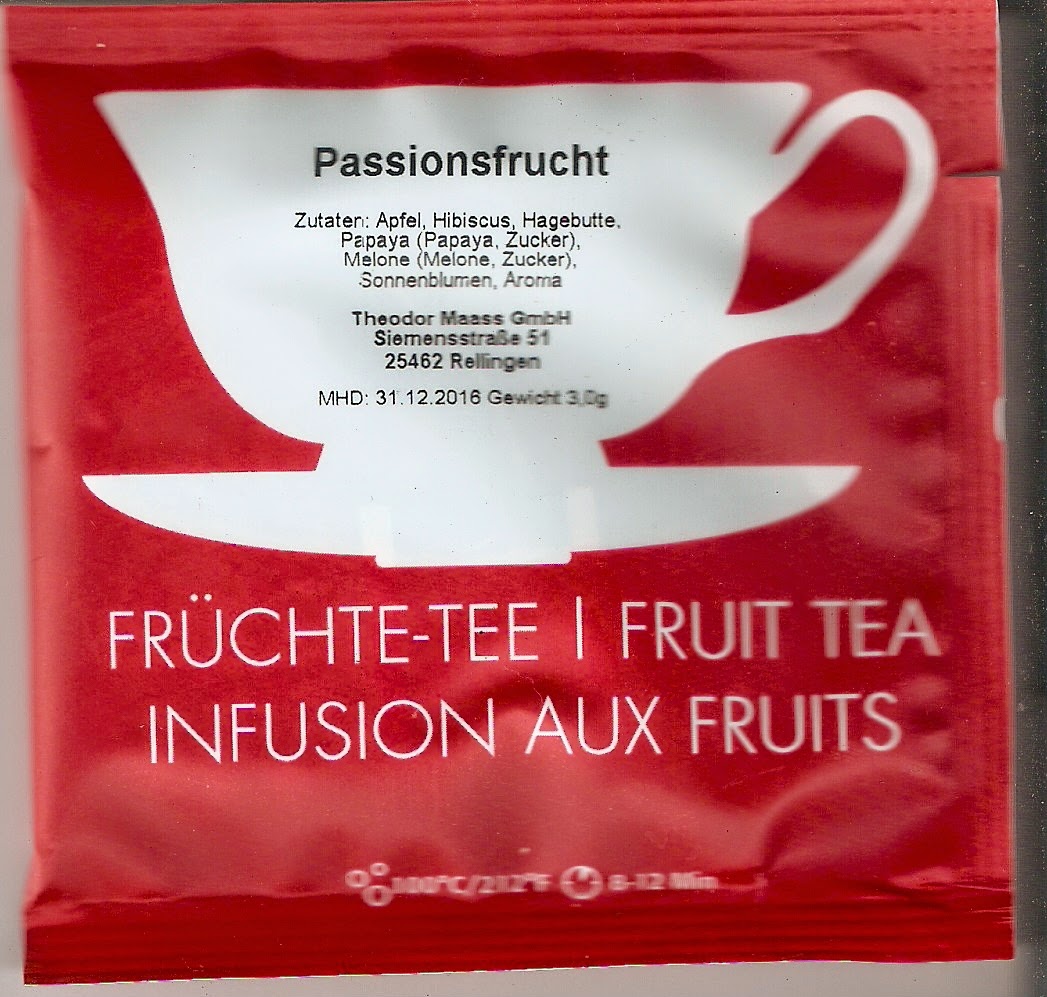 Passionsfrucht
Zutaten: Apfel, Hibiscus, Hagebutte,
Papaya (Papaya, Zucker),
Melone (Melone, Zucker),
Sonnenblumen, Aroma
Theodor Maass GmbH
Siemensstraße 51
25462 Rellingen
MHD: 31.12.2016 Gewicht 3,0g
FRÜCHTE-TEE | FRUIT TEA
INFUSION AUX FRUITS
100°C/212°F 8-12 Min